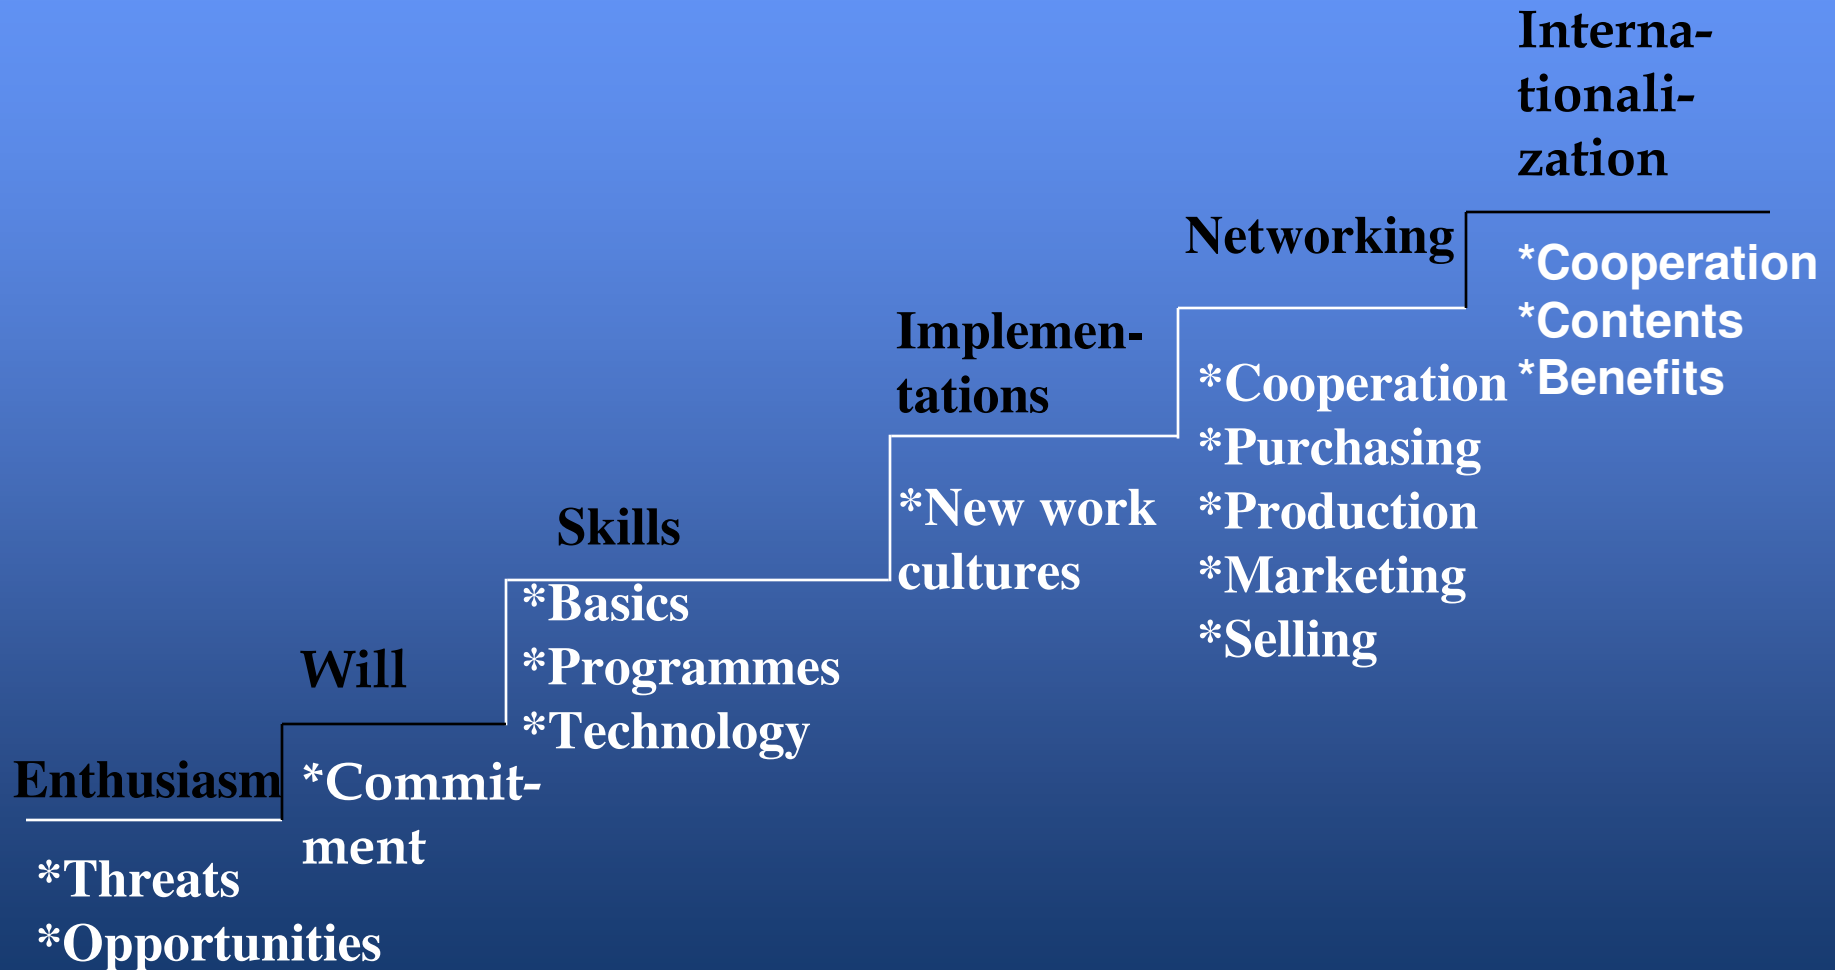 Interna-
tionali-
zation
*Cooperation
*Contents
*Benefits
Networking
*Cooperation
*Purchasing
*Production
*Marketing
*Selling
Implemen-
tations
*New work
cultures
Skills
*Basics
*Programmes
*Technology
Will
*Commit-
ment
Enthusiasm
*Threats
*Opportunities